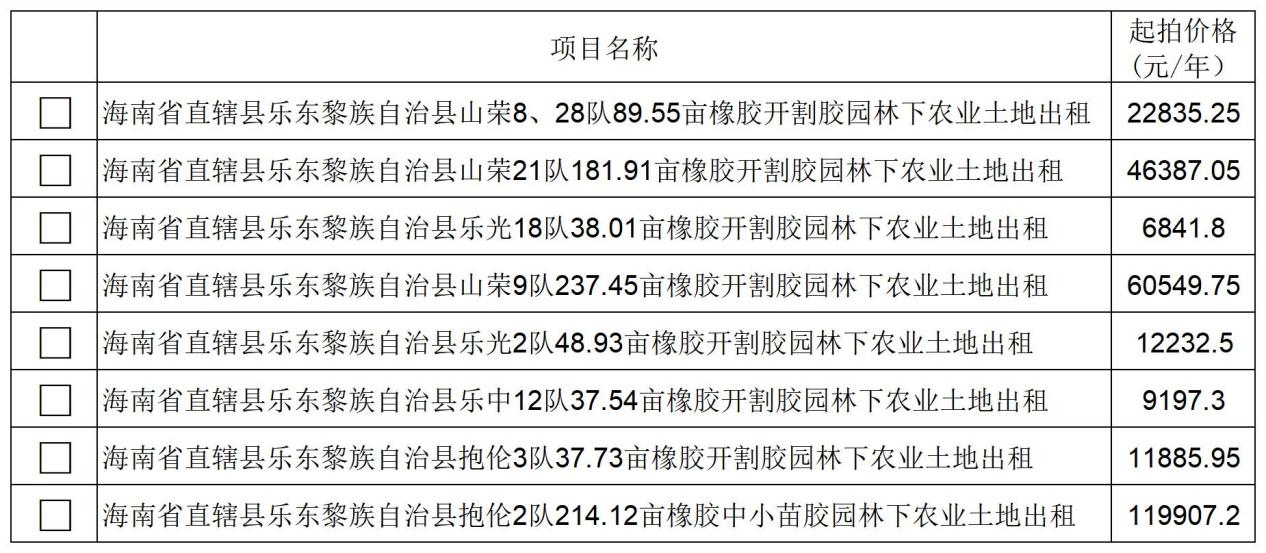 项目名称
起拍价格
(元/年）
海南省直辖县乐东黎族自治县山荣8、28队89.55亩橡胶开割胶园林下农业土地出租 22835.25
海南省直辖县乐东黎族自治县山荣21队181.91亩橡胶开割胶园林下农业土地出租 46387.05
海南省直辖县乐东黎族自治县乐光18队38.01亩橡胶开割胶园林下农业土地出租 6841.8
海南省直辖县乐东黎族自治县山荣9队237.45亩橡胶开割胶园林下农业土地出租 60549.75
海南省直辖县乐东黎族自治县乐光2队48.93亩橡胶开割胶园林下农业土地出租 12232.5
海南省直辖县乐东黎族自治县乐中12队37.54亩橡胶开割胶园林下农业土地出租 9197.3
海南省直辖县乐东黎族自治县抱伦3队37.73亩橡胶开割胶园林下农业土地出租 11885.95
海南省直辖县乐东黎族自治县抱伦2队214.12亩橡胶中小苗胶园林下农业土地出租 119907.2